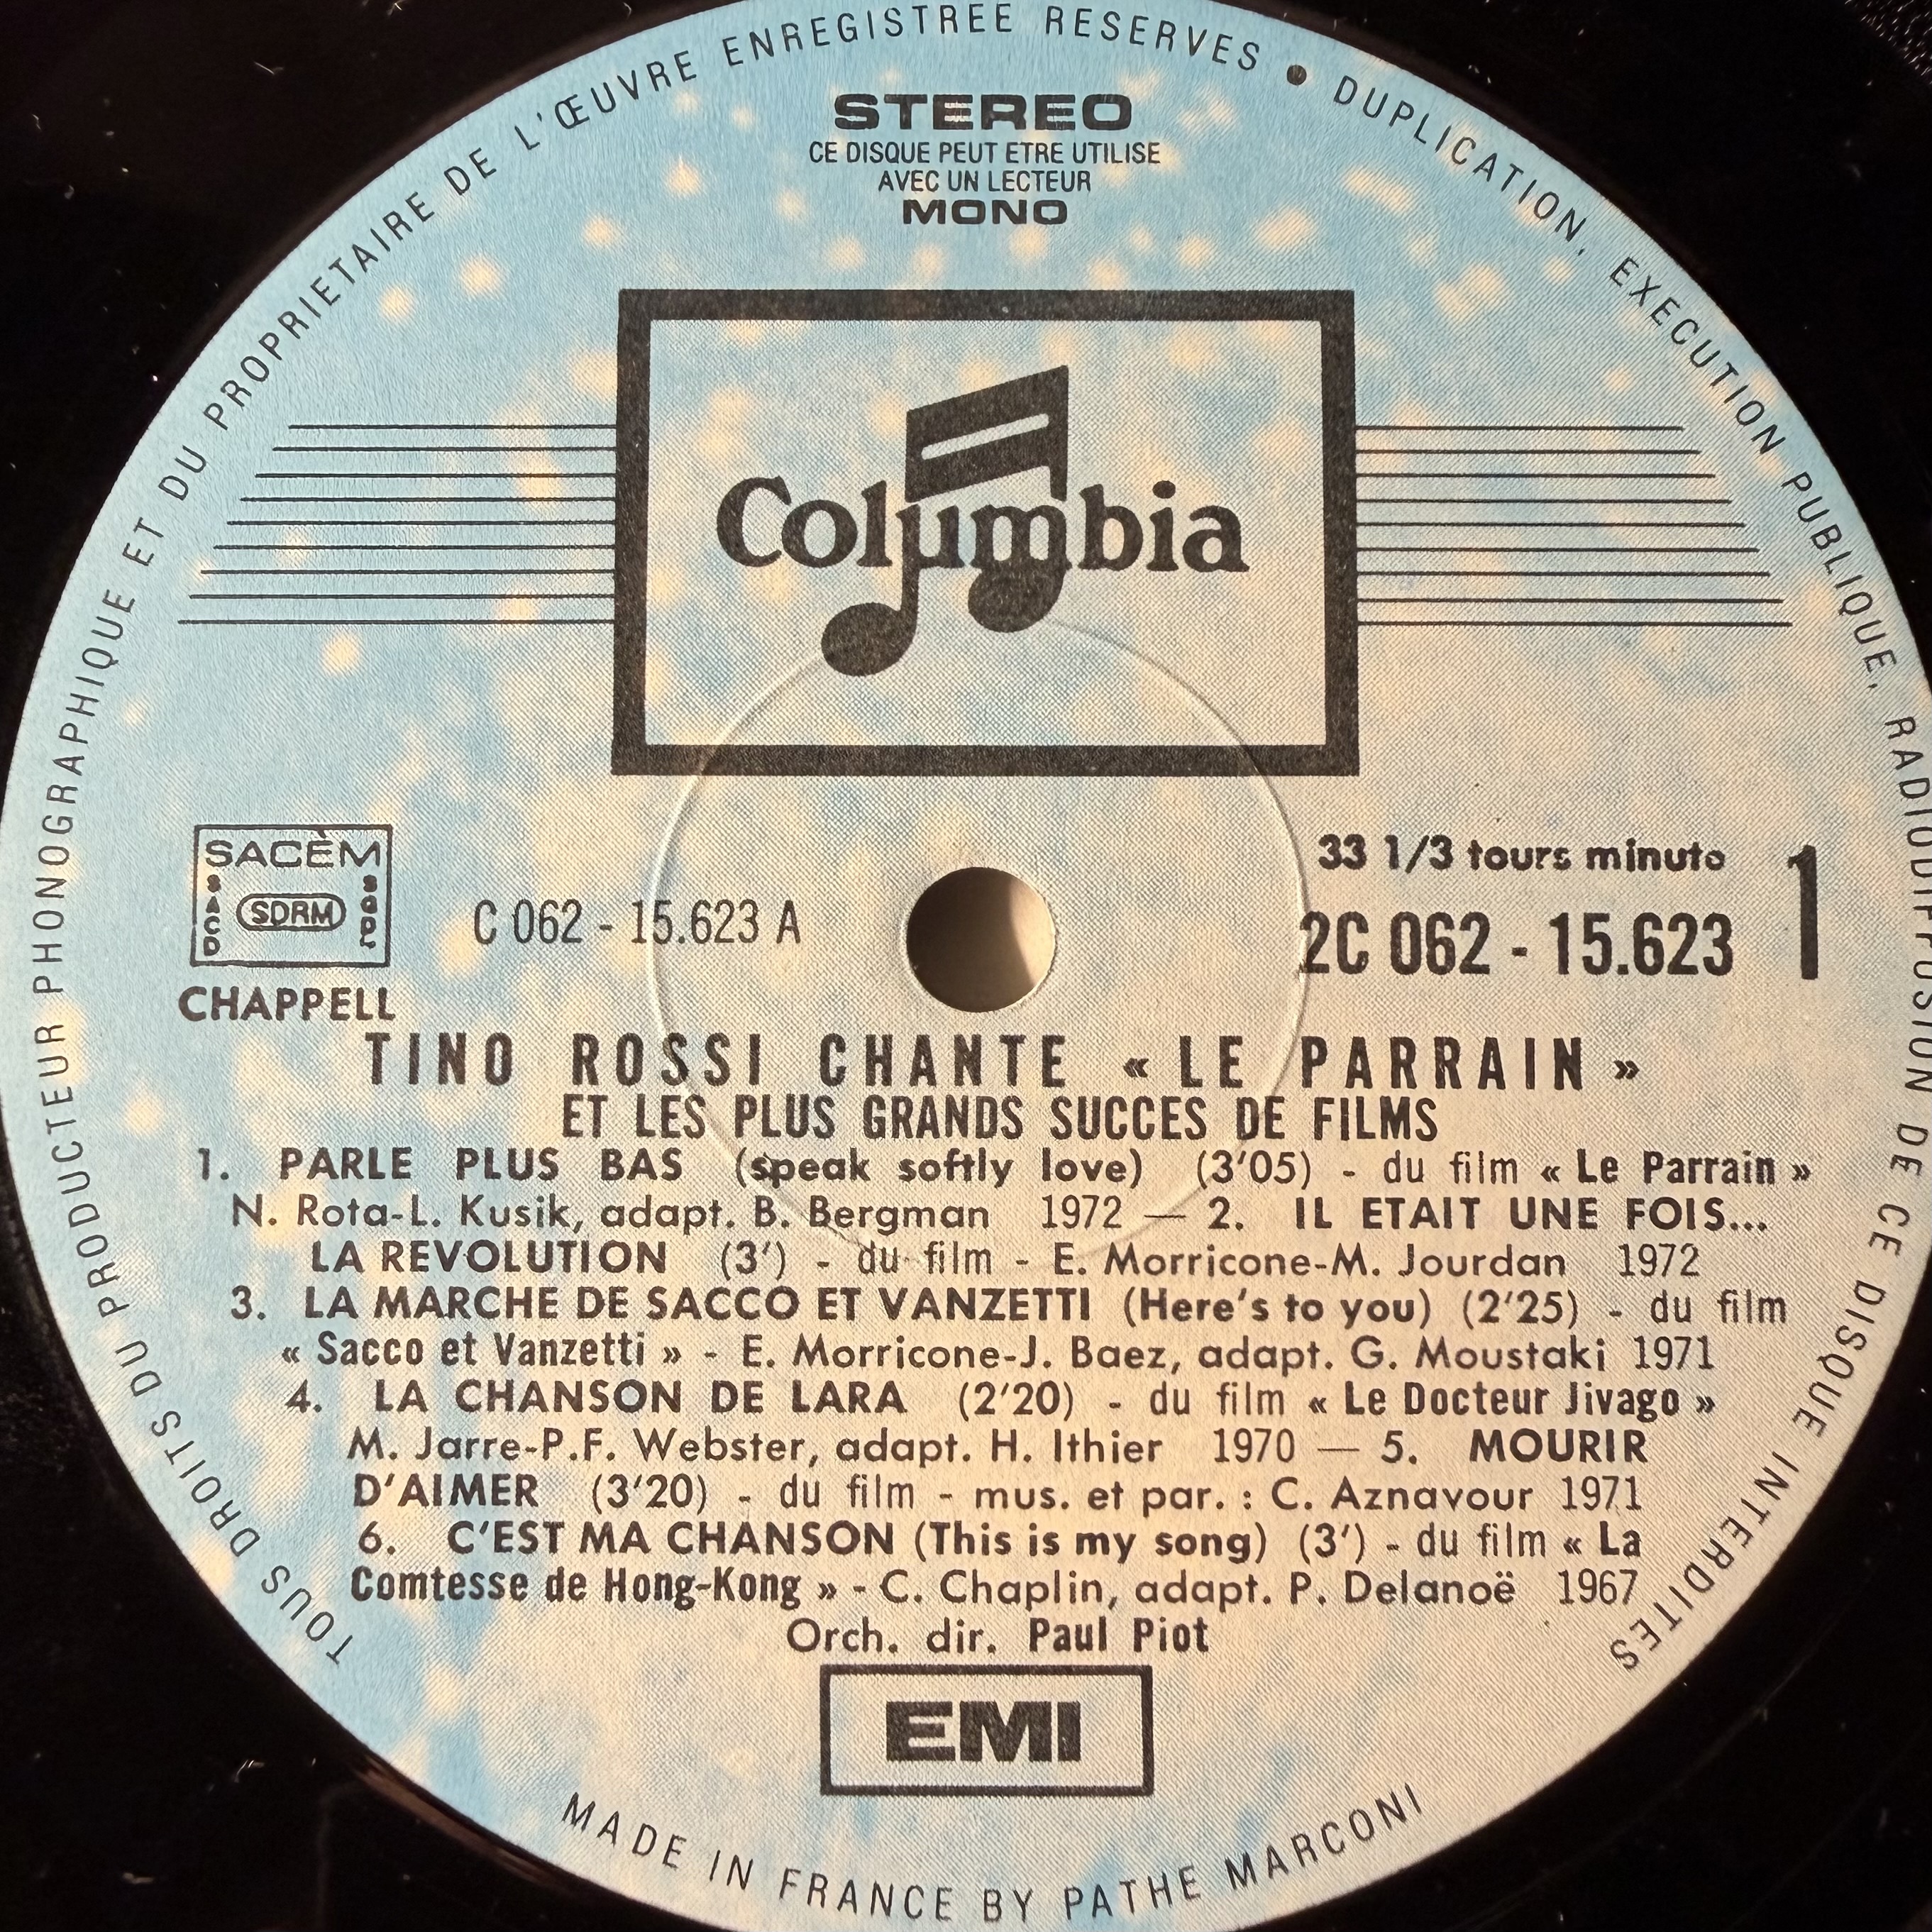 TOUS DROITS DU PRODUCTEUR PHONOGRAPHIQUE ET DU PROPRIETAIRE DE L'ŒUVRE ENREGISTREE RESERVES • DUPLICATION, EXECUTION PUBLIQUE, RADIODIFFUSION DE CE DISQUE INTERDITES
STEREO
CE DISQUE PEUT ETRE UTILISE
AVEC UN LECTEUR
MONO
Columbia
SACEM
SACD
SDRM
SGDL
CHAPPELL
C 062 - 15.623 A
33 1/3 tours minute
2C 062 - 15.623
1
TINO ROSSI CHANTE « LE PARRAIN »
ET LES PLUS GRANDS SUCCES DE FILMS
1. PARLE PLUS BAS (speak softly love) (3'05) - du film « Le Parrain »
N. Rota-L. Kusik, adapt. B. Bergman 1972 — 2. IL ETAIT UNE FOIS...
LA REVOLUTION (3') - du film - E. Morricone-M. Jourdan 1972
3. LA MARCHE DE SACCO ET VANZETTI (Here's to you) (2'25) - du film
« Sacco et Vanzetti » - E. Morricone-J. Baez, adapt. G. Moustaki 1971
4. LA CHANSON DE LARA (2'20) - du film « Le Docteur Jivago »
M. Jarre-P.F. Webster, adapt. H. Ithier 1970 — 5. MOURIR
D'AIMER (3'20) - du film - mus. et par. : C. Aznavour 1971
6. C'EST MA CHANSON (This is my song) (3') - du film « La
Comtesse de Hong-Kong » - C. Chaplin, adapt. P. Delanoë 1967
Orch. dir. Paul Piot
EMI
MADE IN FRANCE BY PATHE MARCONI